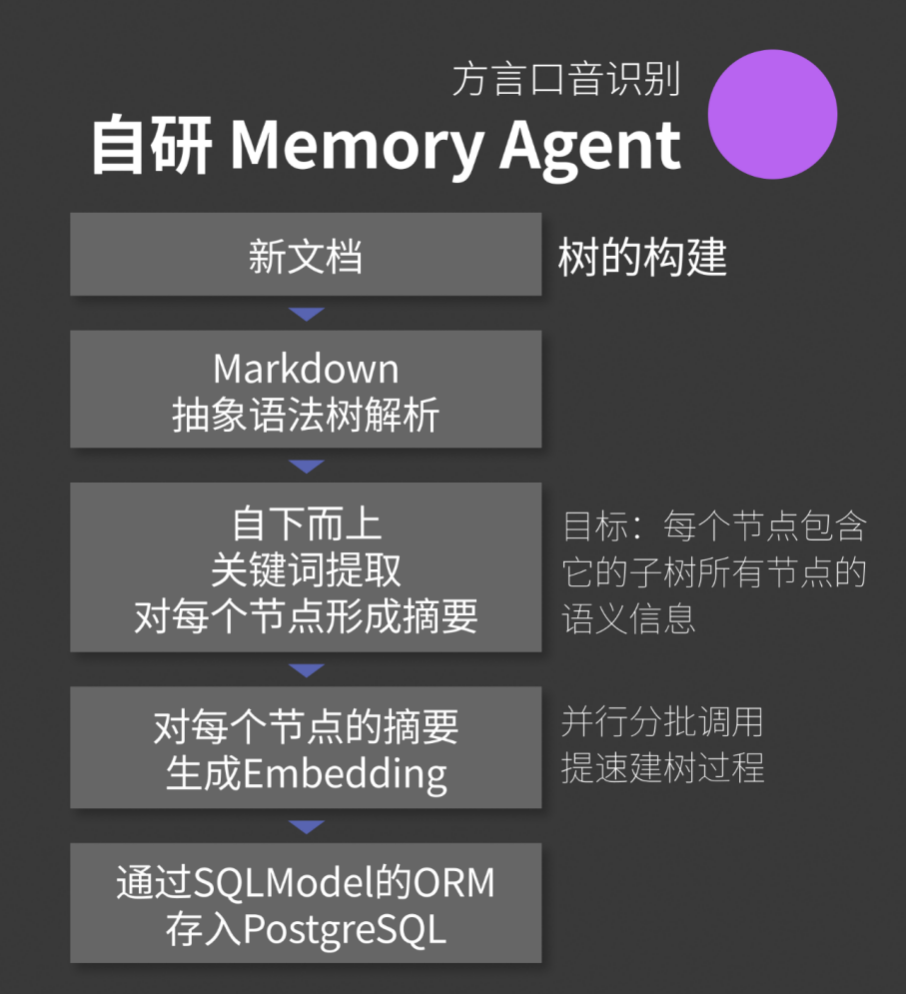 方言口音识别
自研 Memory Agent
新文档
树的构建
Markdown
抽象语法树解析
自下而上
关键词提取
对每个节点形成摘要
目标：每个节点包含
它的子树所有节点的
语义信息
对每个节点的摘要
生成Embedding
并行分批调用
提速建树过程
通过SQLModel的ORM
存入PostgreSQL